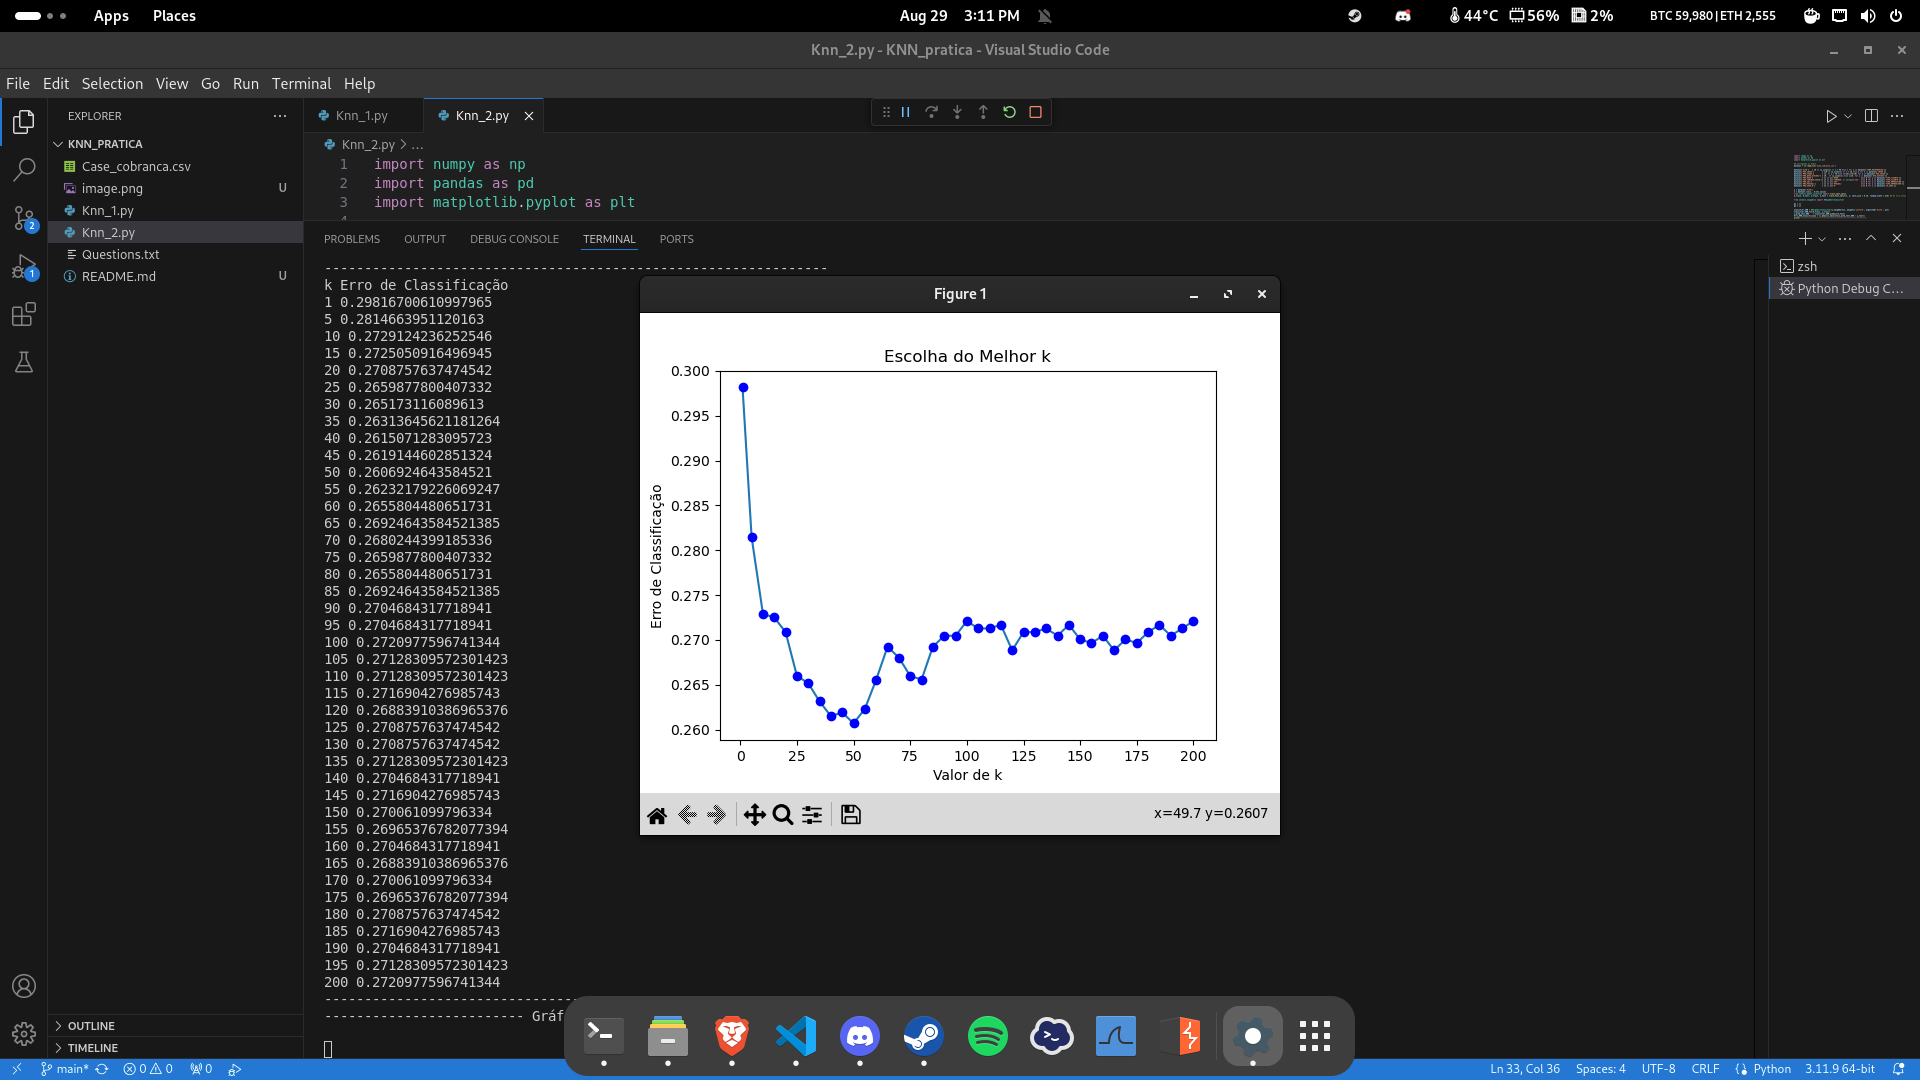 Apps Places
Aug 29 3:11 PM
44°C 56% 2% BTC 59,980 | ETH 2,555
Knn_2.py - KNN_pratica - Visual Studio Code
File Edit Selection View Go Run Terminal Help
EXPLORER
KNN_PRATICA
Case_cobranca.csv
image.png U
Knn_1.py
Knn_2.py
Questions.txt
README.md U
OUTLINE
TIMELINE
2
1
Knn_1.py Knn_2.py
Knn_2.py > ...
1 import numpy as np
2 import pandas as pd
3 import matplotlib.pyplot as plt
PROBLEMS OUTPUT DEBUG CONSOLE TERMINAL PORTS
zsh
Python Debug C...
---------------------------------------------------------------
k Erro de Classificação
1 0.29816700610997965
5 0.2814663951120163
10 0.2729124236252546
15 0.2725050916496945
20 0.2708757637474542
25 0.2659877800407332
30 0.265173116089613
35 0.26313645621181264
40 0.2615071283095723
45 0.2619144602851324
50 0.2606924643584521
55 0.26232179226069247
60 0.2655804480651731
65 0.26924643584521385
70 0.2680244399185336
75 0.2659877800407332
80 0.2655804480651731
85 0.26924643584521385
90 0.2704684317718941
95 0.2704684317718941
100 0.2720977596741344
105 0.27128309572301423
110 0.27128309572301423
115 0.2716904276985743
120 0.26883910386965376
125 0.2708757637474542
130 0.2708757637474542
135 0.27128309572301423
140 0.2704684317718941
145 0.2716904276985743
150 0.270061099796334
155 0.26965376782077394
160 0.2704684317718941
165 0.26883910386965376
170 0.270061099796334
175 0.26965376782077394
180 0.2708757637474542
185 0.2716904276985743
190 0.2704684317718941
195 0.27128309572301423
200 0.2720977596741344
--------------------------------
------------------------- Gráf
Figure 1
Escolha do Melhor k
Erro de Classificação
0.300
0.295
0.290
0.285
0.280
0.275
0.270
0.265
0.260
0 25 50 75 100 125 150 175 200
Valor de k
x=49.7 y=0.2607
main* 0 0 0
Ln 33, Col 36 Spaces: 4 UTF-8 CRLF Python 3.11.9 64-bit